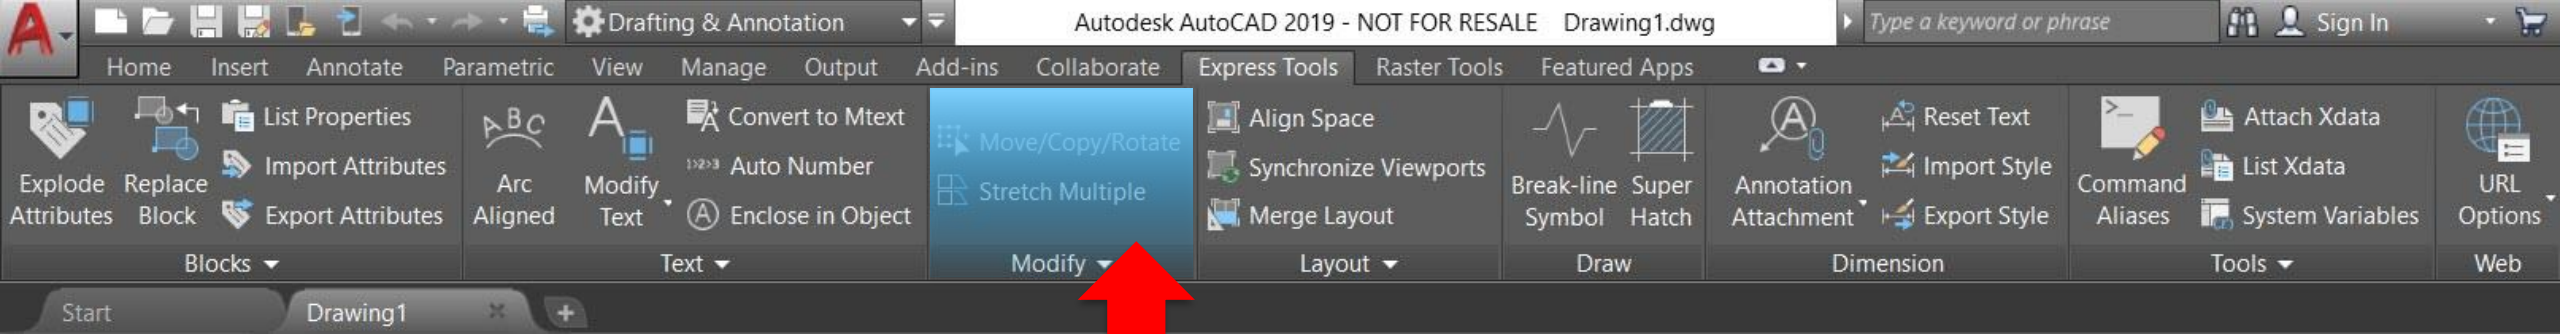 Drafting & Annotation
Autodesk AutoCAD 2019 - NOT FOR RESALE Drawing1.dwg
Type a keyword or phrase
Sign In
Home Insert Annotate Parametric View Manage Output Add-ins Collaborate Express Tools Raster Tools Featured Apps
Explode
Attributes
Replace
Block
List Properties
Import Attributes
Export Attributes
Blocks
ABC
Arc
Aligned
A
Modify
Text
Convert to Mtext
1>2>3 Auto Number
A Enclose in Object
Text
Move/Copy/Rotate
Stretch Multiple
Modify
Align Space
Synchronize Viewports
Merge Layout
Layout
Break-line
Symbol
Super
Hatch
Draw
A
Annotation
Attachment
A Reset Text
Import Style
Export Style
Dimension
>_
Command
Aliases
Attach Xdata
List Xdata
System Variables
Tools
URL
Options
Web
Start
Drawing1